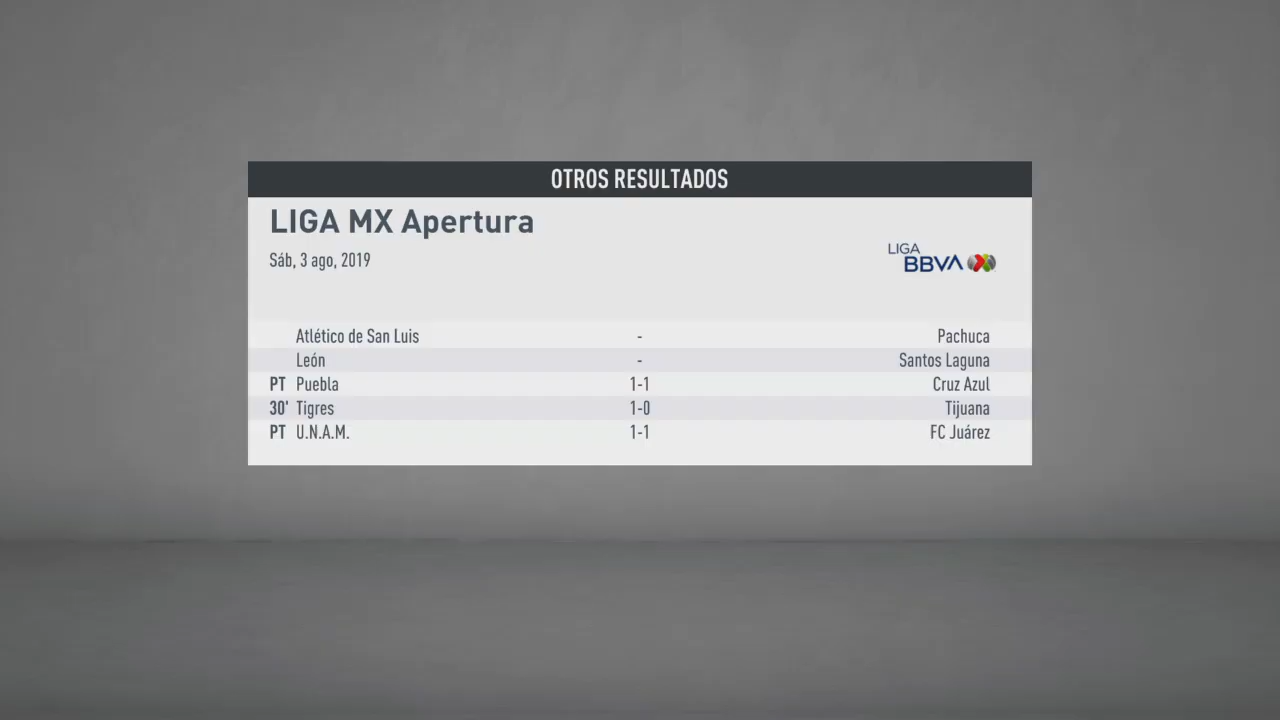 OTROS RESULTADOS
LIGA MX Apertura
Sáb, 3 ago, 2019
LIGA
BBVA
Atlético de San Luis - Pachuca
León - Santos Laguna
PT Puebla 1-1 Cruz Azul
30' Tigres 1-0 Tijuana
PT U.N.A.M. 1-1 FC Juárez